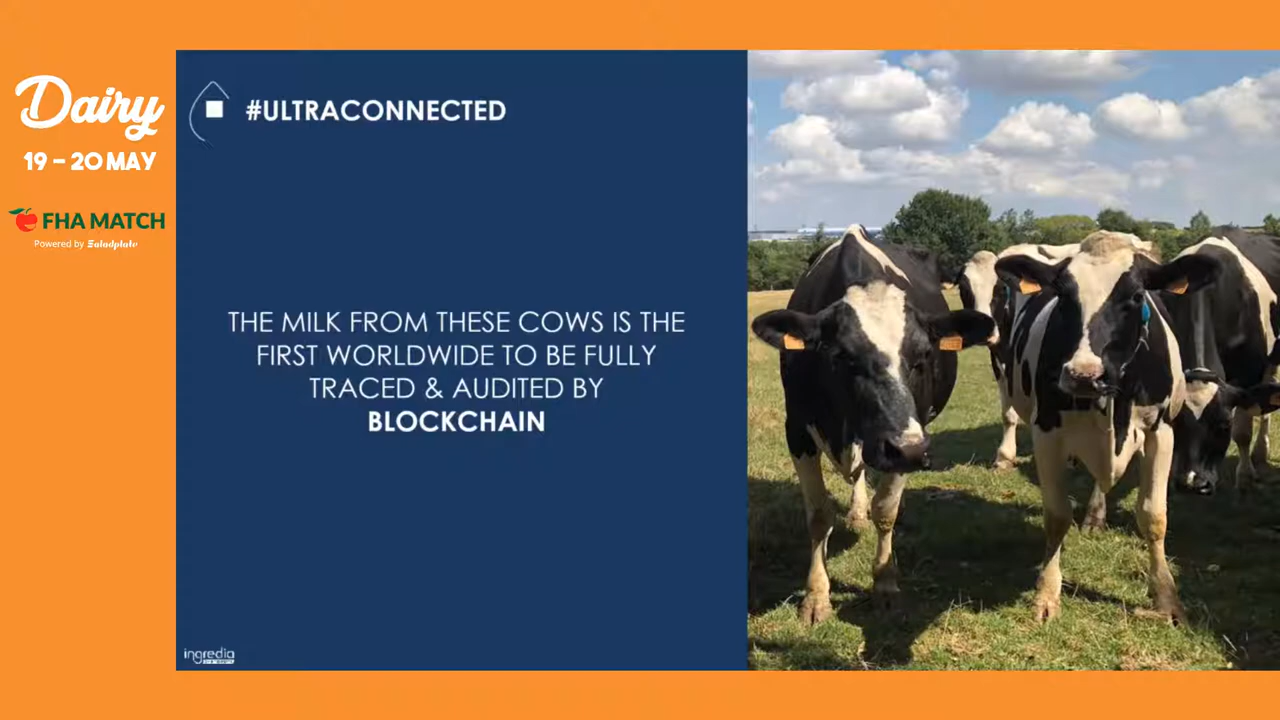 Dairy
19 – 20 MAY
FHA MATCH
Powered by Saladplate
#ULTRACONNECTED
THE MILK FROM THESE COWS IS THE
FIRST WORLDWIDE TO BE FULLY
TRACED & AUDITED BY
BLOCKCHAIN
ingredia